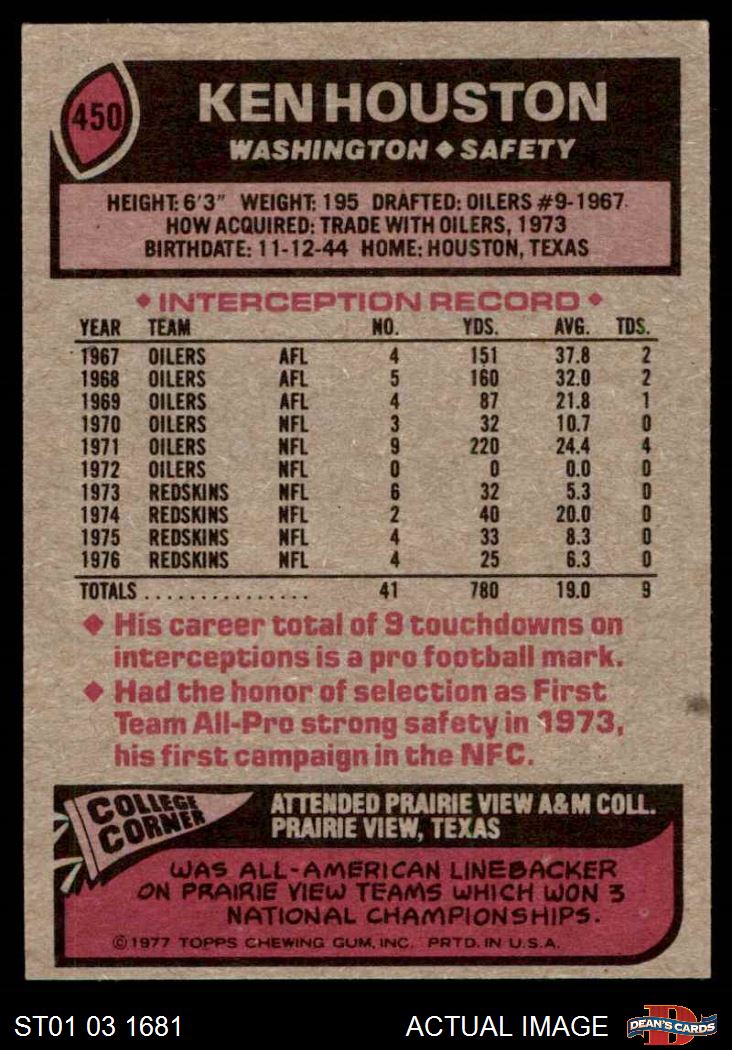 450
KEN HOUSTON
WASHINGTON ◆ SAFETY
HEIGHT: 6'3" WEIGHT: 195 DRAFTED: OILERS #9-1967.
HOW ACQUIRED: TRADE WITH OILERS, 1973
BIRTHDATE: 11-12-44 HOME: HOUSTON, TEXAS
◆ INTERCEPTION RECORD ◆
YEAR TEAM NO. YDS. AVG. TDS.
1967 OILERS AFL 4 151 37.8 2
1968 OILERS AFL 5 160 32.0 2
1969 OILERS AFL 4 87 21.8 1
1970 OILERS NFL 3 32 10.7 0
1971 OILERS NFL 9 220 24.4 4
1972 OILERS NFL 0 0 0.0 0
1973 REDSKINS NFL 6 32 5.3 0
1974 REDSKINS NFL 2 40 20.0 0
1975 REDSKINS NFL 4 33 8.3 0
1976 REDSKINS NFL 4 25 6.3 0
TOTALS ............... 41 780 19.0 9
◆ His career total of 9 touchdowns on
interceptions is a pro football mark.
◆ Had the honor of selection as First
Team All-Pro strong safety in 1973,
his first campaign in the NFC.
COLLEGE
CORNER
ATTENDED PRAIRIE VIEW A&M COLL.
PRAIRIE VIEW, TEXAS
WAS ALL-AMERICAN LINEBACKER
ON PRAIRIE VIEW TEAMS WHICH WON 3
NATIONAL CHAMPIONSHIPS.
©1977 TOPPS CHEWING GUM, INC. PRTD. IN U.S.A.
ST01 03 1681 ACTUAL IMAGE
D
DEAN'S CARDS